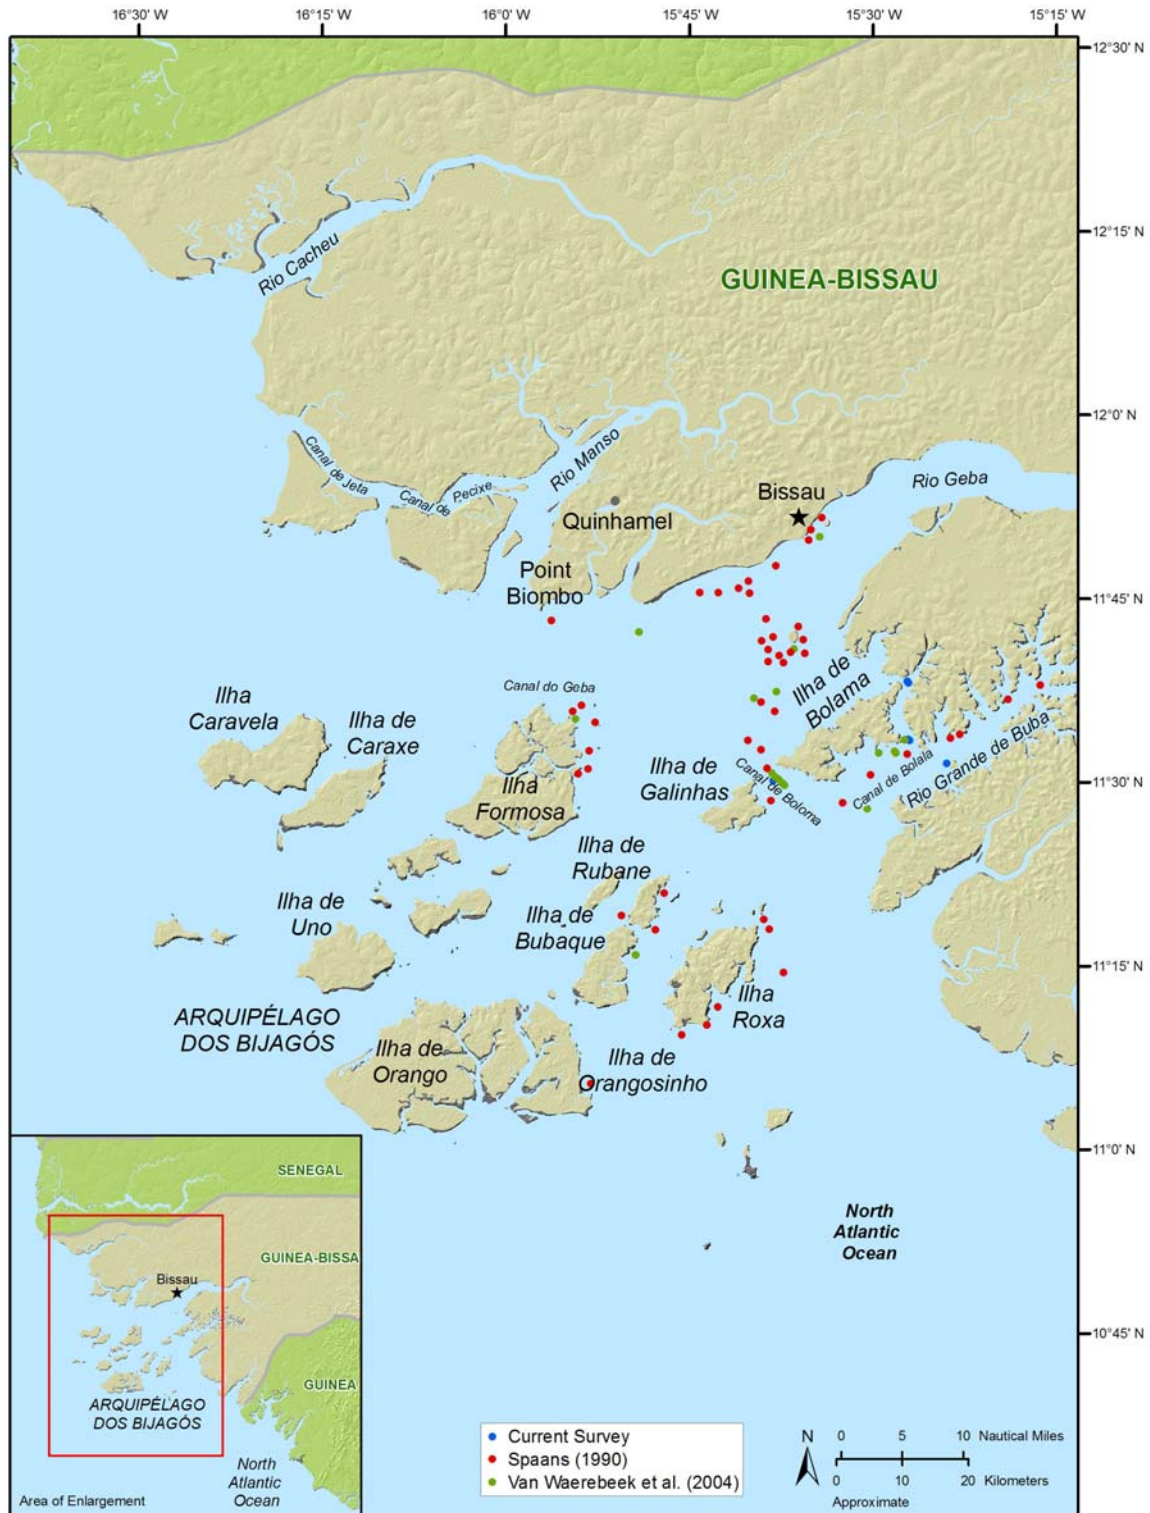 16°30' W
16°15' W
16°0' W
15°45' W
15°30' W
15°15' W
12°30' N
12°15' N
Rio Cacheu
GUINEA-BISSAU
12°0' N
Canal de Jeta
Canal de
Pecixe
Rio Manso
Rio Geba
Bissau
Quinhamel
Point
Biombo
11°45' N
Canal do Geba
Ilha de
Bolama
Ilha
Caravela
Ilha de
Caraxe
Ilha de
Galinhas
Canal de Boloma
Canal de Bolala
Rio Grande de Buba
11°30' N
Ilha
Formosa
Ilha de
Rubane
Ilha de
Uno
Ilha de
Bubaque
11°15' N
ARQUIPÉLAGO
DOS BIJAGÓS
Ilha
Roxa
Ilha de
Orango
Ilha de
Orangosinho
11°0' N
North
Atlantic
Ocean
10°45' N
SENEGAL
GUINEA-BISSA
Bissau
GUINEA
ARQUIPÉLAGO
DOS BIJAGÓS
North
Atlantic
Ocean
Area of Enlargement
Current Survey
Spaans (1990)
Van Waerebeek et al. (2004)
N
0 5 10 Nautical Miles
0 10 20 Kilometers
Approximate